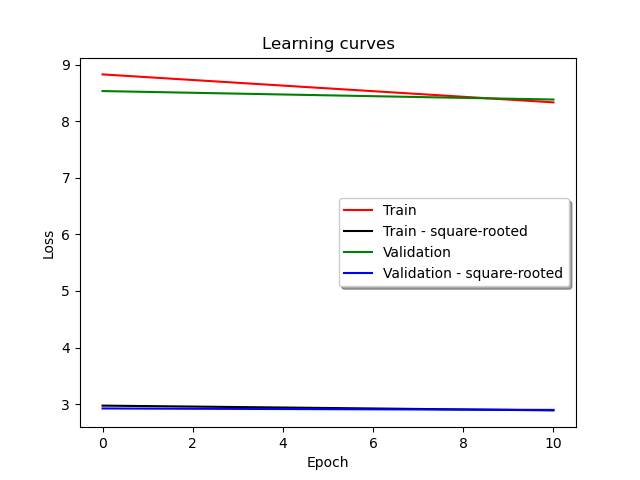 Learning curves
9
8
7
6
5
4
3
Loss
Train
Train - square-rooted
Validation
Validation - square-rooted
0 2 4 6 8 10
Epoch